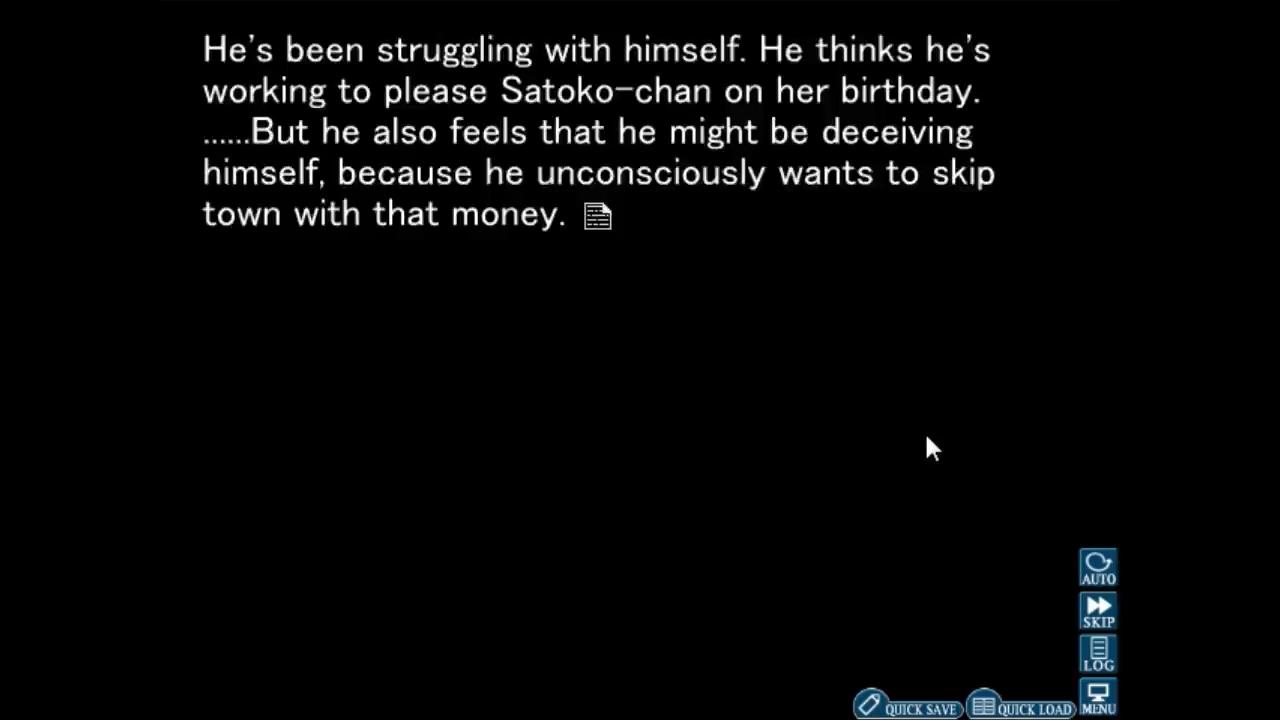 He's been struggling with himself. He thinks he's
working to please Satoko-chan on her birthday.
......But he also feels that he might be deceiving
himself, because he unconsciously wants to skip
town with that money.
AUTO
SKIP
LOG
MENU
QUICK SAVE
QUICK LOAD